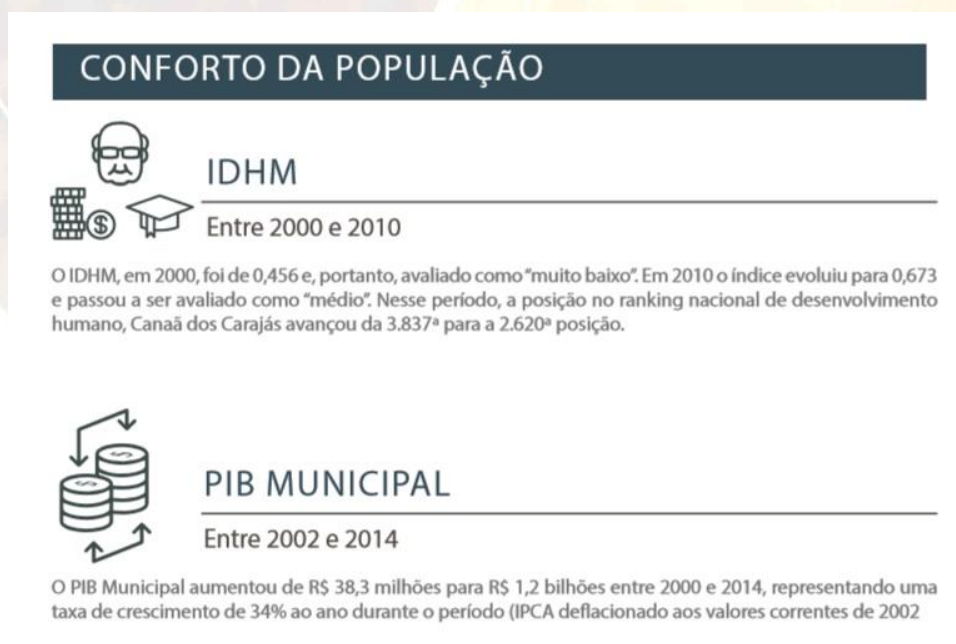 CONFORTO DA POPULAÇÃO
IDHM
Entre 2000 e 2010
O IDHM, em 2000, foi de 0,456 e, portanto, avaliado como "muito baixo". Em 2010 o índice evoluiu para 0,673
e passou a ser avaliado como "médio". Nesse período, a posição no ranking nacional de desenvolvimento
humano, Canaã dos Carajás avançou da 3.837ª para a 2.620ª posição.
PIB MUNICIPAL
Entre 2002 e 2014
O PIB Municipal aumentou de R$ 38,3 milhões para R$ 1,2 bilhões entre 2000 e 2014, representando uma
taxa de crescimento de 34% ao ano durante o período (IPCA deflacionado aos valores correntes de 2002